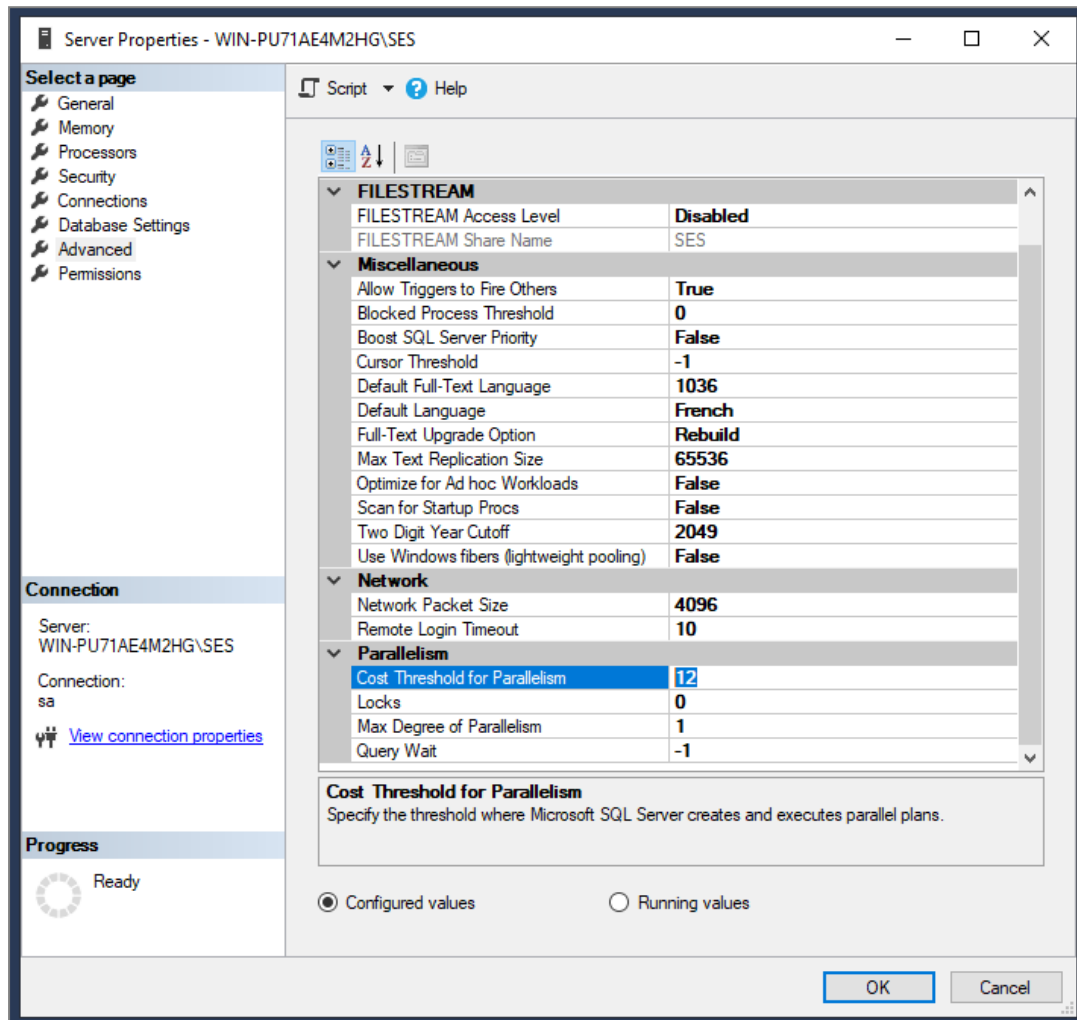 Server Properties - WIN-PU71AE4M2HG\SES
Select a page
General
Memory
Processors
Security
Connections
Database Settings
Advanced
Permissions
Connection
Server:
WIN-PU71AE4M2HG\SES
Connection:
sa
View connection properties
Progress
Ready
Script Help
FILESTREAM
FILESTREAM Access Level Disabled
FILESTREAM Share Name SES
Miscellaneous
Allow Triggers to Fire Others True
Blocked Process Threshold 0
Boost SQL Server Priority False
Cursor Threshold -1
Default Full-Text Language 1036
Default Language French
Full-Text Upgrade Option Rebuild
Max Text Replication Size 65536
Optimize for Ad hoc Workloads False
Scan for Startup Procs False
Two Digit Year Cutoff 2049
Use Windows fibers (lightweight pooling) False
Network
Network Packet Size 4096
Remote Login Timeout 10
Parallelism
Cost Threshold for Parallelism 12
Locks 0
Max Degree of Parallelism 1
Query Wait -1
Cost Threshold for Parallelism
Specify the threshold where Microsoft SQL Server creates and executes parallel plans.
Configured values Running values
OK Cancel